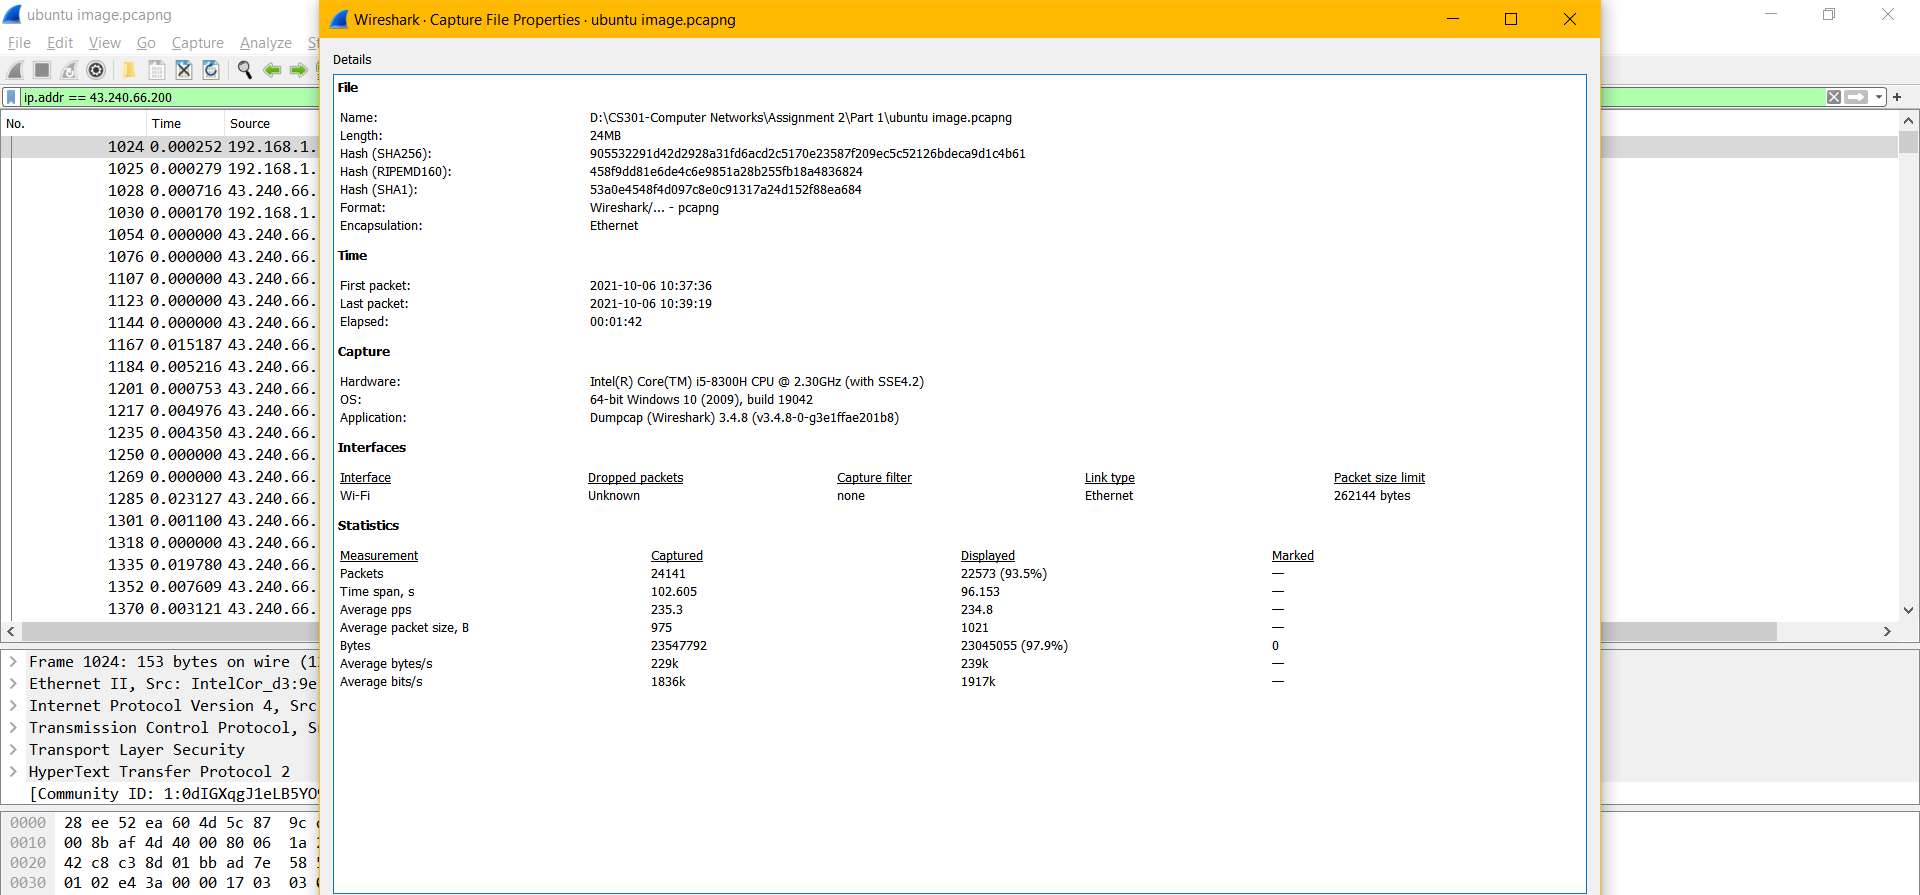 ubuntu image.pcapng
Wireshark · Capture File Properties · ubuntu image.pcapng
File Edit View Go Capture Analyze
Details
ip.addr == 43.240.66.200
No. Time Source
1024 0.000252 192.168.1.
1025 0.000279 192.168.1.
1028 0.000716 43.240.66.
1030 0.000170 192.168.1.
1054 0.000000 43.240.66.
1076 0.000000 43.240.66.
1107 0.000000 43.240.66.
1123 0.000000 43.240.66.
1144 0.000000 43.240.66.
1167 0.015187 43.240.66.
1184 0.005216 43.240.66.
1201 0.000753 43.240.66.
1217 0.004976 43.240.66.
1235 0.004350 43.240.66.
1250 0.000000 43.240.66.
1269 0.000000 43.240.66.
1285 0.023127 43.240.66.
1301 0.001100 43.240.66.
1318 0.000000 43.240.66.
1335 0.019780 43.240.66.
1352 0.007609 43.240.66.
1370 0.003121 43.240.66.
Frame 1024: 153 bytes on wire (1
Ethernet II, Src: IntelCor_d3:9e
Internet Protocol Version 4, Src
Transmission Control Protocol, S
Transport Layer Security
HyperText Transfer Protocol 2
[Community ID: 1:0dIGXqgJ1eLB5YO
0000 28 ee 52 ea 60 4d 5c 87 9c
0010 00 8b af 4d 40 00 80 06 1a
0020 42 c8 c3 8d 01 bb ad 7e 58
0030 01 02 e4 3a 00 00 17 03 03
File
Name: D:\CS301-Computer Networks\Assignment 2\Part 1\ubuntu image.pcapng
Length: 24MB
Hash (SHA256): 905532291d42d2928a31fd6acd2c5170e23587f209ec5c52126bdeca9d1c4b61
Hash (RIPEMD160): 458f9dd81e6de4c6e9851a28b255fb18a4836824
Hash (SHA1): 53a0e4548f4d097c8e0c91317a24d152f88ea684
Format: Wireshark/... - pcapng
Encapsulation: Ethernet
Time
First packet: 2021-10-06 10:37:36
Last packet: 2021-10-06 10:39:19
Elapsed: 00:01:42
Capture
Hardware: Intel(R) Core(TM) i5-8300H CPU @ 2.30GHz (with SSE4.2)
OS: 64-bit Windows 10 (2009), build 19042
Application: Dumpcap (Wireshark) 3.4.8 (v3.4.8-0-g3e1ffae201b8)
Interfaces
Interface Dropped packets Capture filter Link type Packet size limit
Wi-Fi Unknown none Ethernet 262144 bytes
Statistics
Measurement Captured Displayed Marked
Packets 24141 22573 (93.5%) —
Time span, s 102.605 96.153 —
Average pps 235.3 234.8 —
Average packet size, B 975 1021 —
Bytes 23547792 23045055 (97.9%) 0
Average bytes/s 229k 239k —
Average bits/s 1836k 1917k —